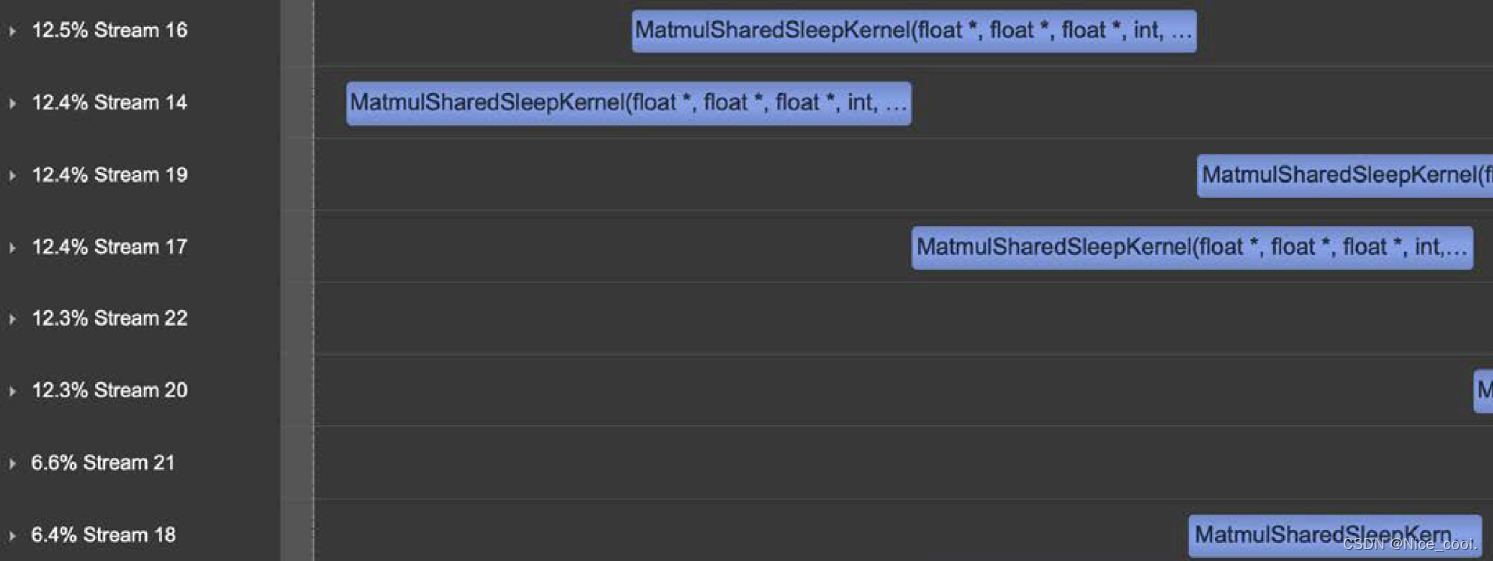 12.5% Stream 16 MatmulSharedSleepKernel(float *, float *, float *, int, ...
12.4% Stream 14 MatmulSharedSleepKernel(float *, float *, float *, int, ...
12.4% Stream 19 MatmulSharedSleepKernel(fl
12.4% Stream 17 MatmulSharedSleepKernel(float *, float *, float *, int,...
12.3% Stream 22
12.3% Stream 20 M
6.6% Stream 21
6.4% Stream 18 MatmulSharedSleepKern...
CSDN @Nice_cool.